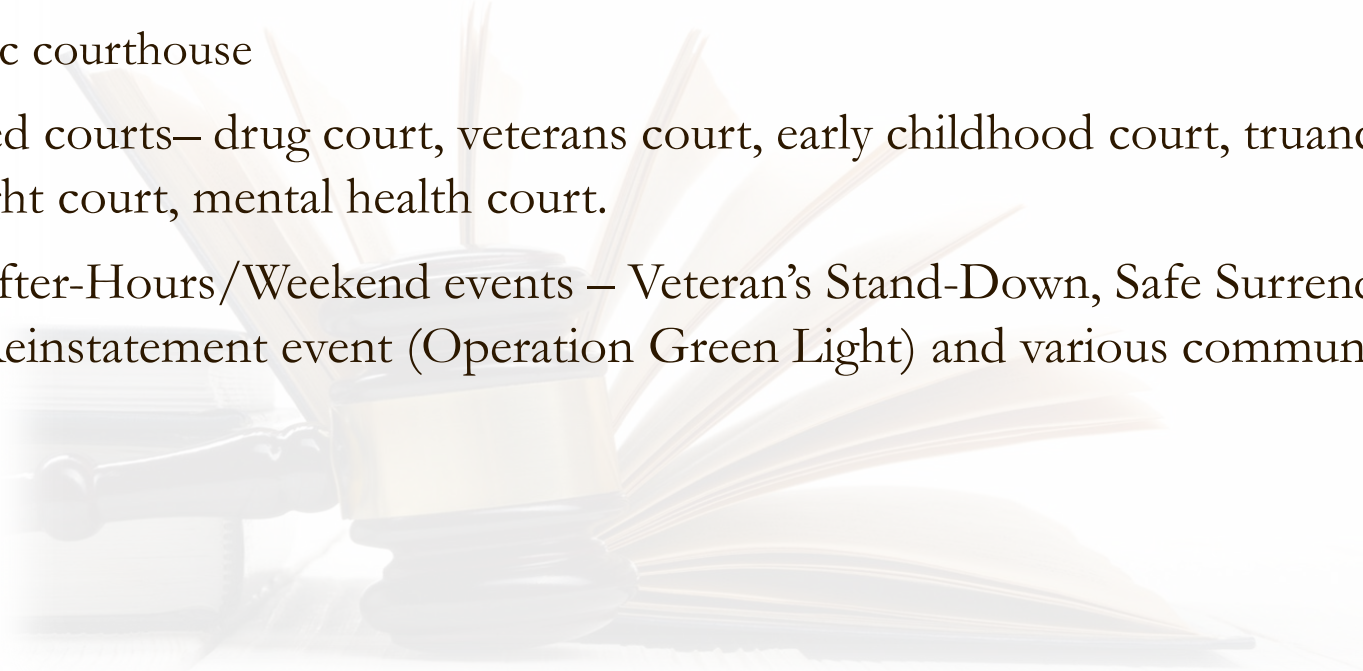 c courthouse
ed courts– drug court, veterans court, early childhood court, truanc
ht court, mental health court.
fter-Hours/Weekend events – Veteran’s Stand-Down, Safe Surrend
einstatement event (Operation Green Light) and various commun